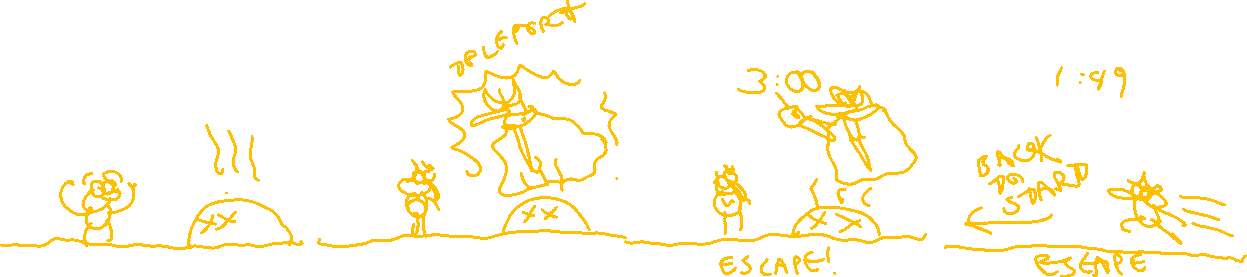 TELEPORT
3:00
ESCAPE!
1:49
BACK
TO
START
ESCAPE